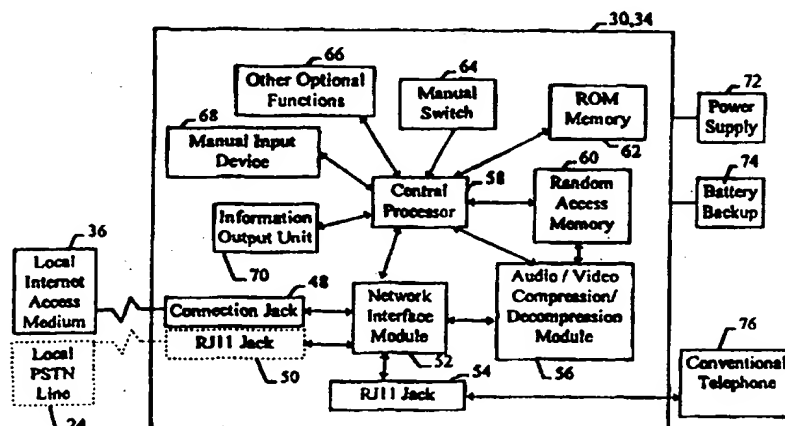 30,34
66
Other Optional
Functions
64
Manual
Switch
ROM
Memory
62
72
Power
Supply
68
Manual Input
Device
60
Random
Access
Memory
74
Battery
Backup
Central
Processor
58
Information
Output Unit
70
36
Local
Internet
Access
Medium
48
Connection Jack
RJ11 Jack
50
Network
Interface
Module
52
Audio / Video
Compression/
Decompression
Module
56
76
Conventional
Telephone
Local
PSTN
Line
24
54
RJ11 Jack